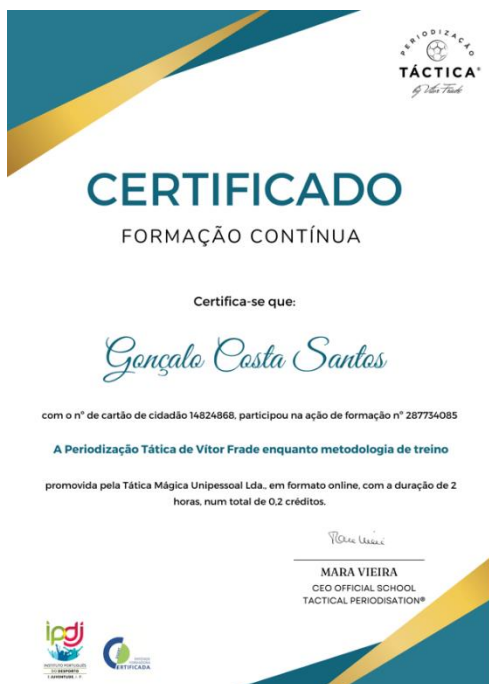 PERIODIZAÇÃO
TÁCTICA®
by Vítor Frade
CERTIFICADO
FORMAÇÃO CONTÍNUA
Certifica-se que:
Gonçalo Costa Santos
com o nº de cartão de cidadão 14824868, participou na ação de formação nº 287734085
A Periodização Tática de Vítor Frade enquanto metodologia de treino
promovida pela Tática Mágica Unipessoal Lda., em formato online, com a duração de 2
horas, num total de 0,2 créditos.
MARA VIEIRA
CEO OFFICIAL SCHOOL
TACTICAL PERIODISATION®
ipdj
INSTITUTO PORTUGUÊS
DO DESPORTO
E JUVENTUDE, I. P.
ENTIDADE
FORMADORA
CERTIFICADA